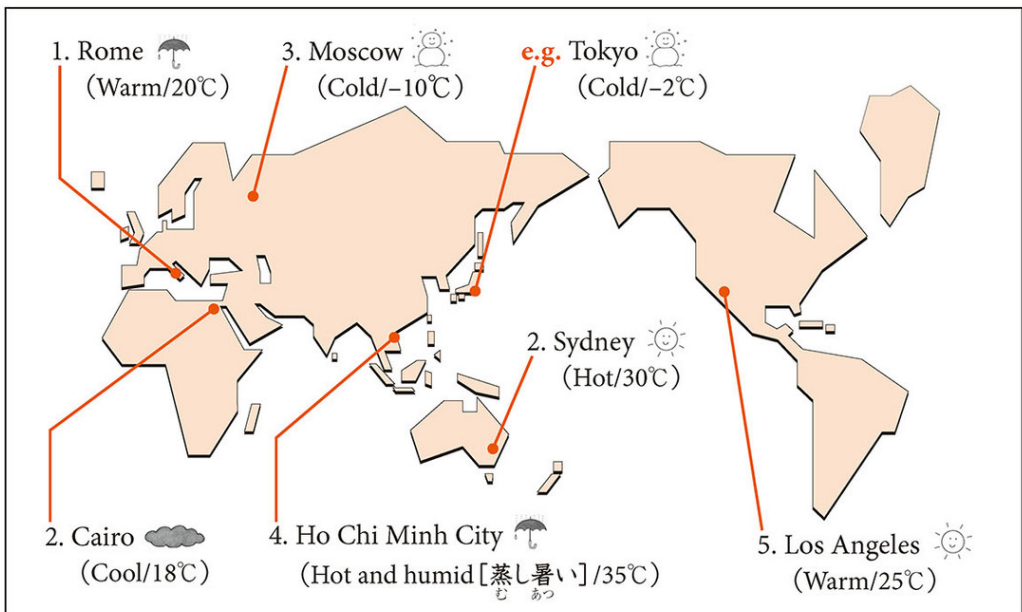 1. Rome
(Warm/20℃)
3. Moscow
(Cold/–10℃)
e.g. Tokyo
(Cold/–2℃)
2. Sydney
(Hot/30℃)
2. Cairo
(Cool/18℃)
4. Ho Chi Minh City
(Hot and humid [蒸し暑い] /35℃)
む あつ
5. Los Angeles
(Warm/25℃)